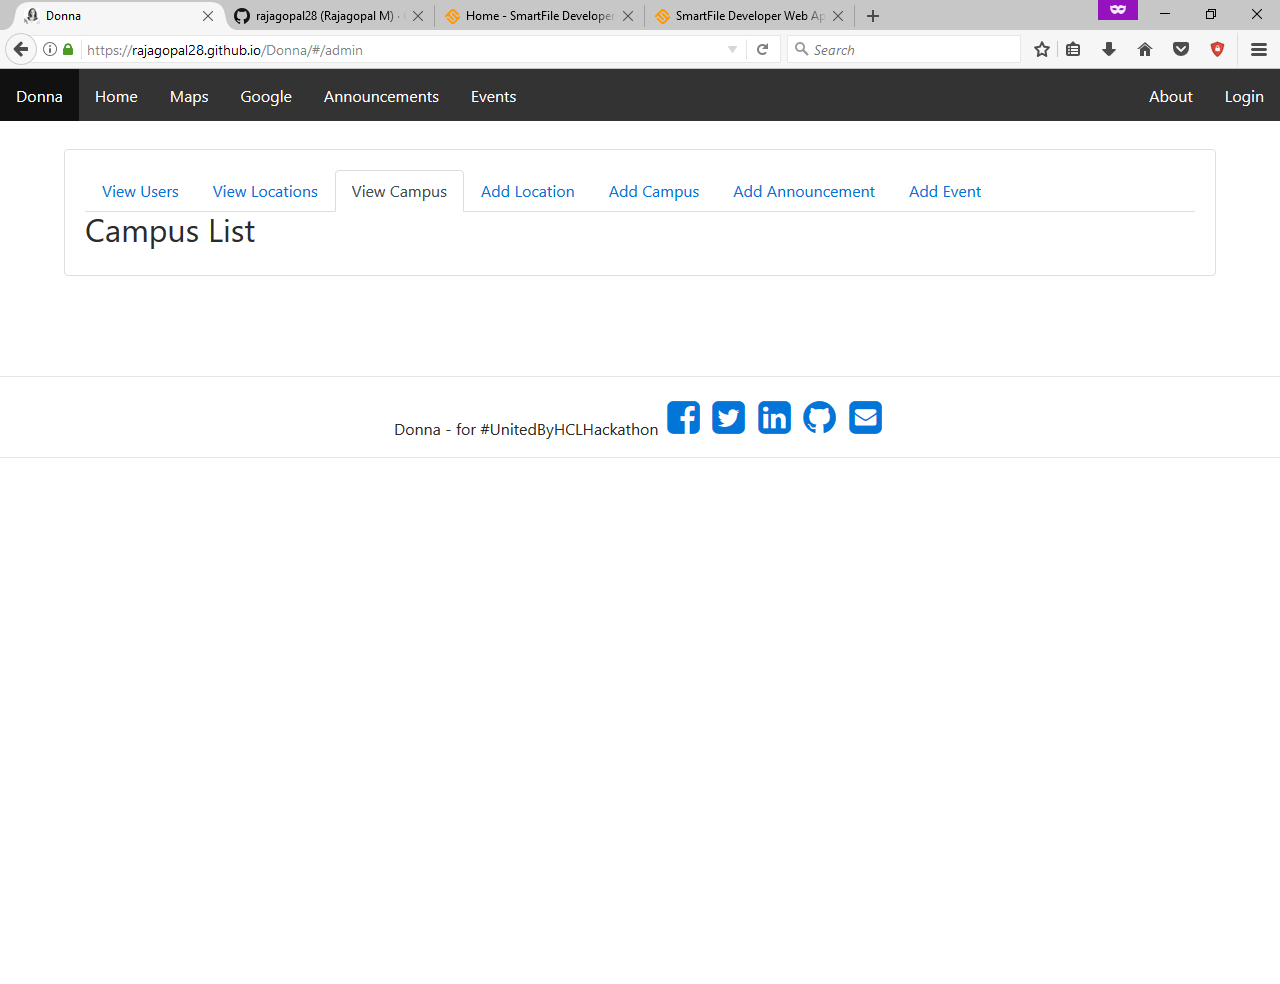 Donna
rajagopal28 (Rajagopal M) ·
Home - SmartFile Developer
SmartFile Developer Web Ap
https://rajagopal28.github.io/Donna/#/admin
Search
Donna Home Maps Google Announcements Events About Login
View Users View Locations View Campus Add Location Add Campus Add Announcement Add Event
Campus List
Donna - for #UnitedByHCLHackathon